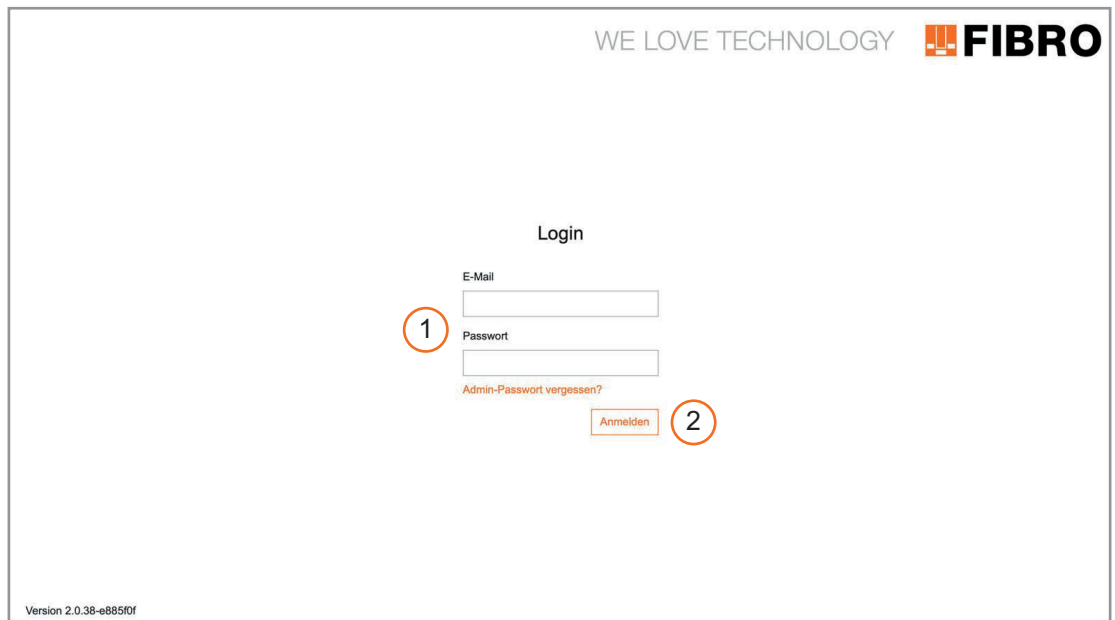 WE LOVE TECHNOLOGY FIBRO
Login
E-Mail
1
Passwort
Admin-Passwort vergessen?
Anmelden 2
Version 2.0.38-e885f0f